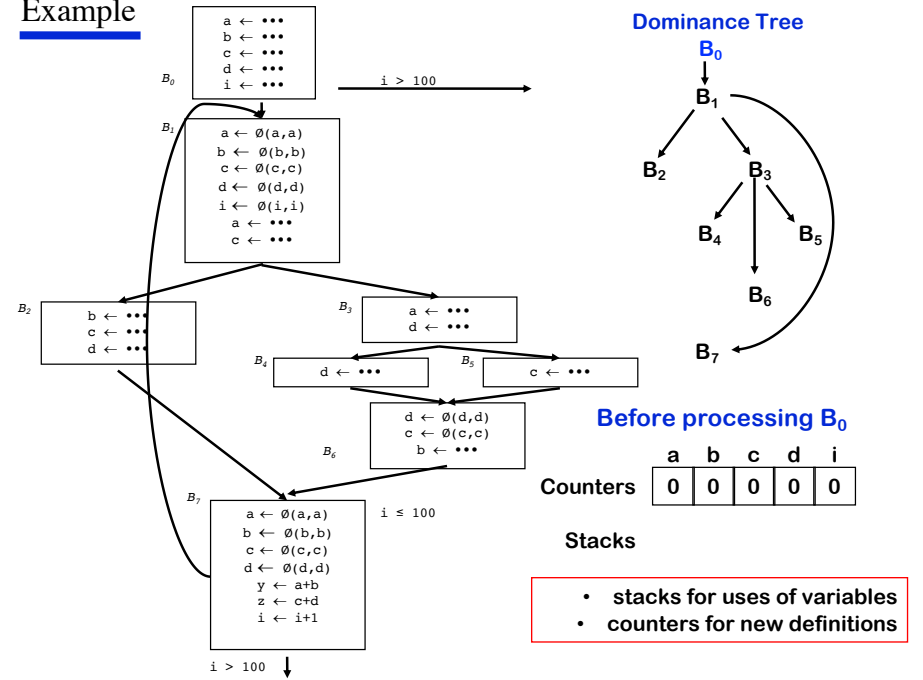 Example
a ← •••
b ← •••
c ← •••
d ← •••
i ← •••
B₀
i > 100
B₁
a ← Ø(a,a)
b ← Ø(b,b)
c ← Ø(c,c)
d ← Ø(d,d)
i ← Ø(i,i)
a ← •••
c ← •••
B₂
b ← •••
c ← •••
d ← •••
B₃
a ← •••
d ← •••
B₄
d ← •••
B₅
c ← •••
d ← Ø(d,d)
c ← Ø(c,c)
b ← •••
B₆
B₇
a ← Ø(a,a)
b ← Ø(b,b)
c ← Ø(c,c)
d ← Ø(d,d)
y ← a+b
z ← c+d
i ← i+1
i ≤ 100
i > 100
Dominance Tree
B₀
B₁
B₂ B₃
B₄ B₅
B₆
B₇
Before processing B₀
a b c d i
Counters 0 0 0 0 0
Stacks
• stacks for uses of variables
• counters for new definitions